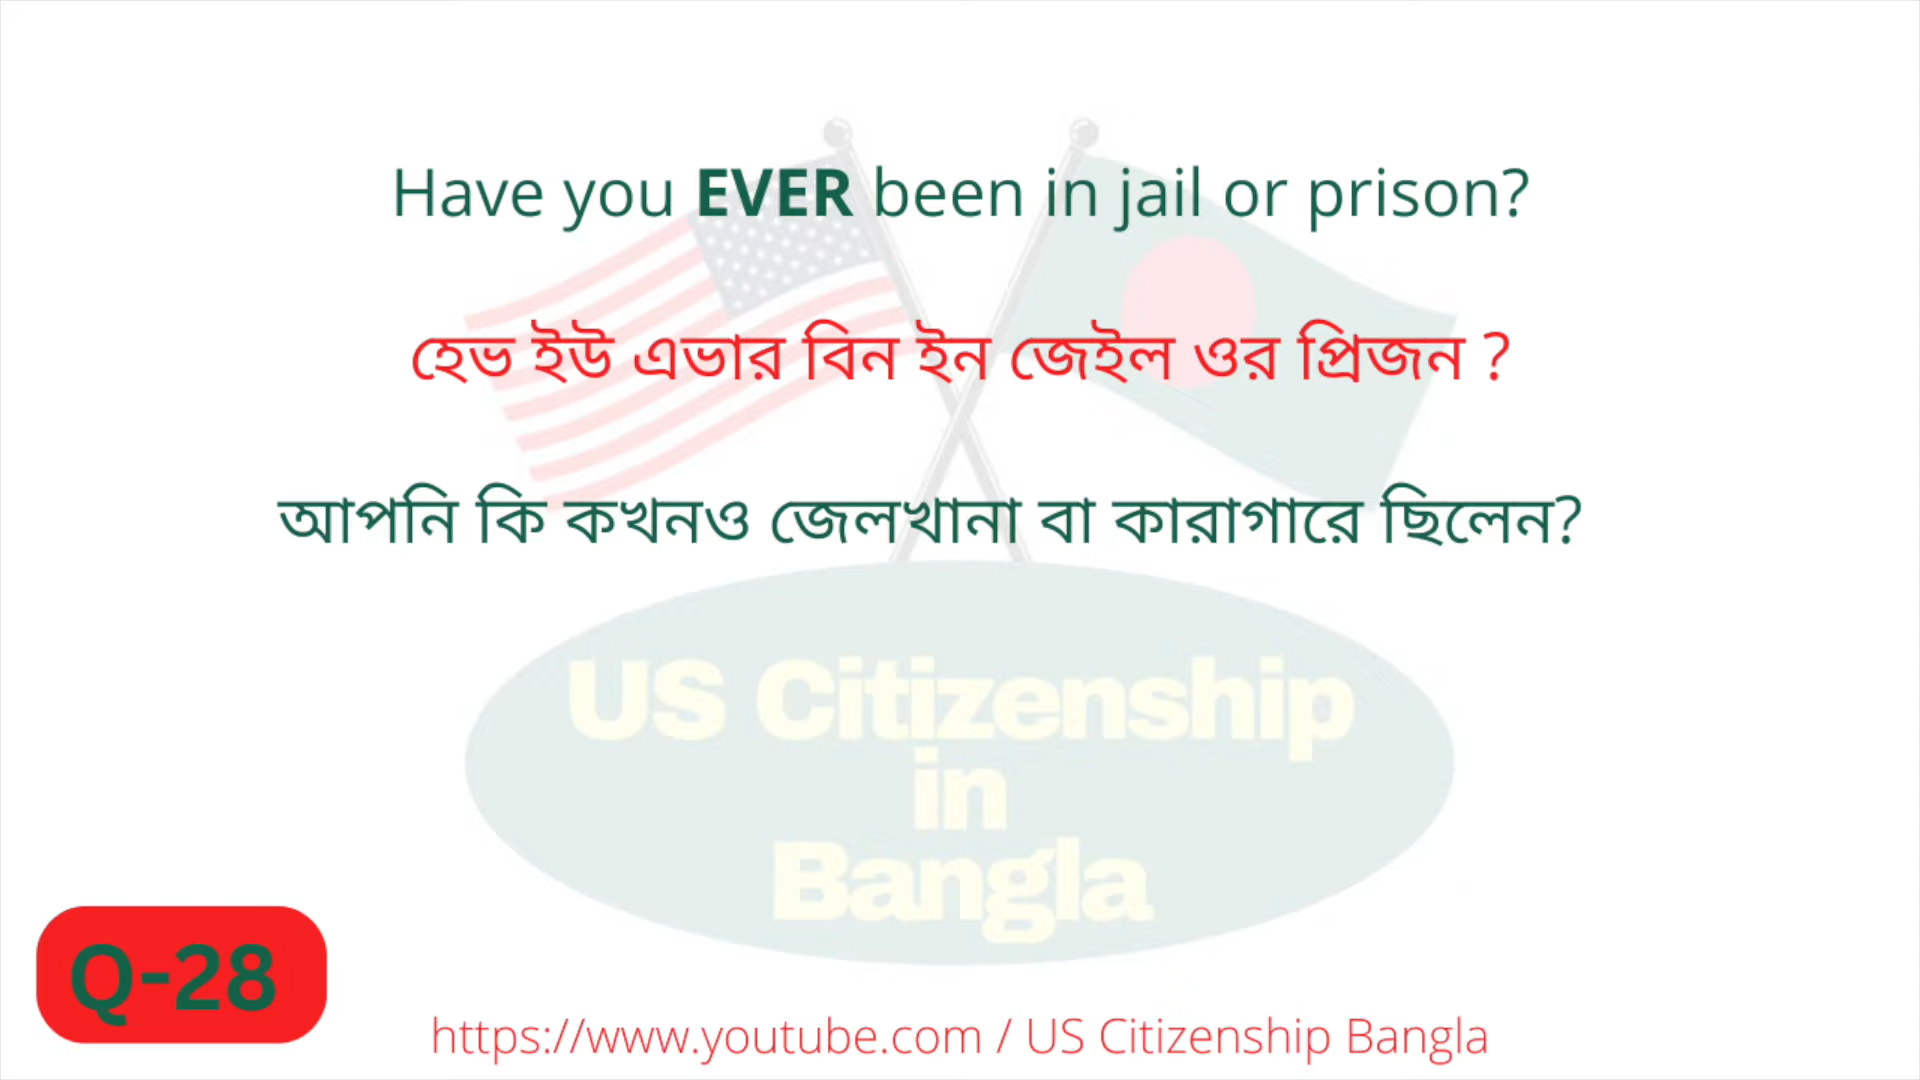 Have you EVER been in jail or prison?
হেভ ইউ এভার বিন ইন জেইল ওর প্রিজন ?
আপনি কি কখনও জেলখানা বা কারাগারে ছিলেন?
US Citizenship
in
Bangla
Q-28
https://www.youtube.com / US Citizenship Bangla